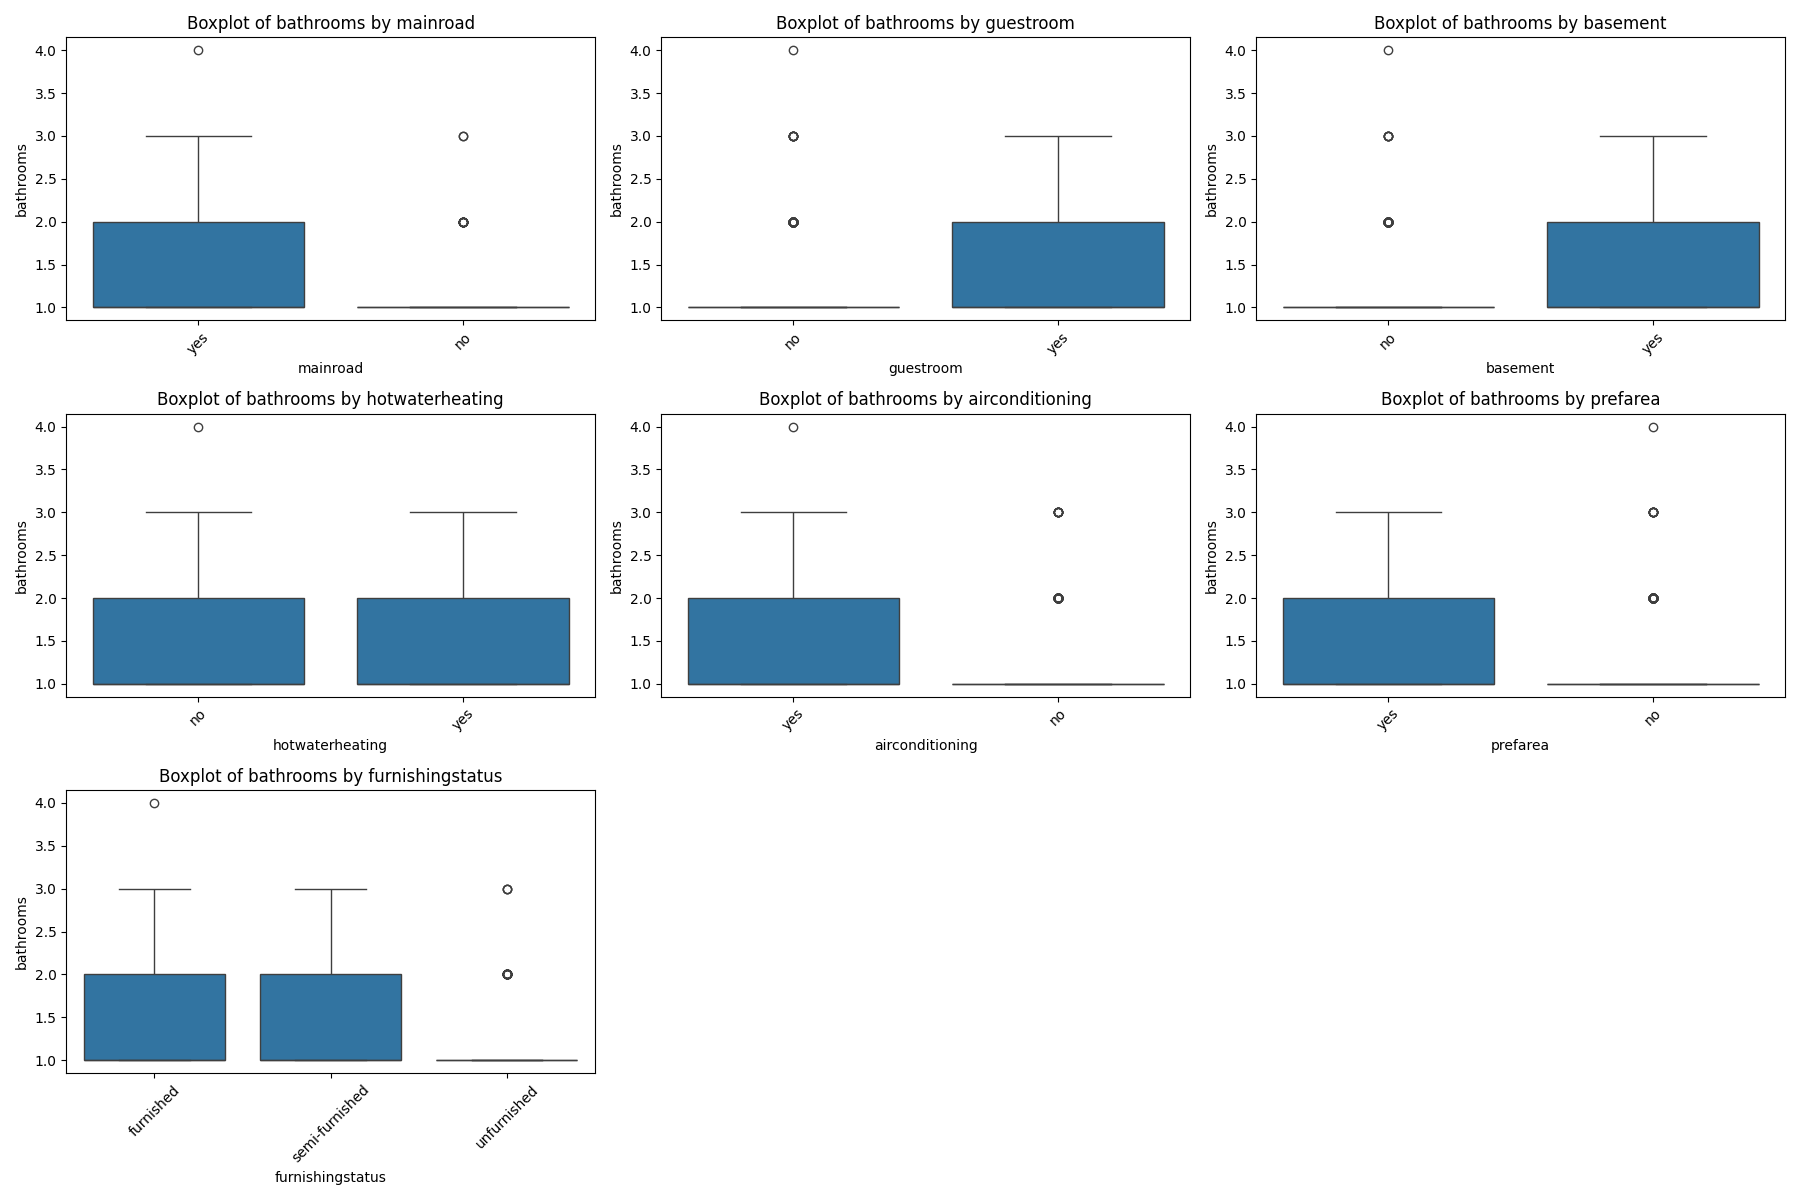 Boxplot of bathrooms by mainroad
4.0
3.5
3.0
2.5
2.0
1.5
1.0
bathrooms
yes
no
mainroad
Boxplot of bathrooms by guestroom
4.0
3.5
3.0
2.5
2.0
1.5
1.0
bathrooms
no
yes
guestroom
Boxplot of bathrooms by basement
4.0
3.5
3.0
2.5
2.0
1.5
1.0
bathrooms
no
yes
basement
Boxplot of bathrooms by hotwaterheating
4.0
3.5
3.0
2.5
2.0
1.5
1.0
bathrooms
no
yes
hotwaterheating
Boxplot of bathrooms by airconditioning
4.0
3.5
3.0
2.5
2.0
1.5
1.0
bathrooms
yes
no
airconditioning
Boxplot of bathrooms by prefarea
4.0
3.5
3.0
2.5
2.0
1.5
1.0
bathrooms
yes
no
prefarea
Boxplot of bathrooms by furnishingstatus
4.0
3.5
3.0
2.5
2.0
1.5
1.0
bathrooms
furnished
semi-furnished
unfurnished
furnishingstatus